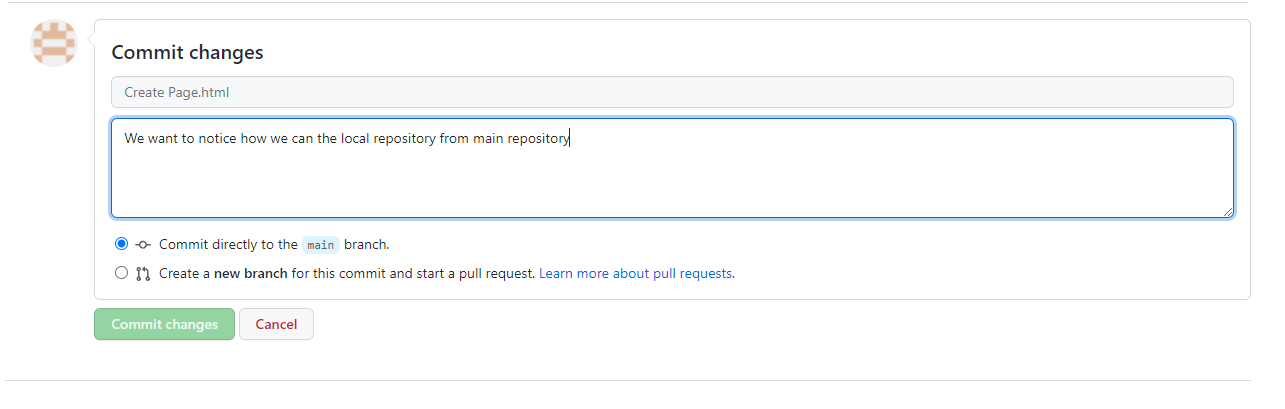 Commit changes
Create Page.html
We want to notice how we can the local repository from main repository
Commit directly to the main branch.
Create a new branch for this commit and start a pull request. Learn more about pull requests.
Commit changes Cancel